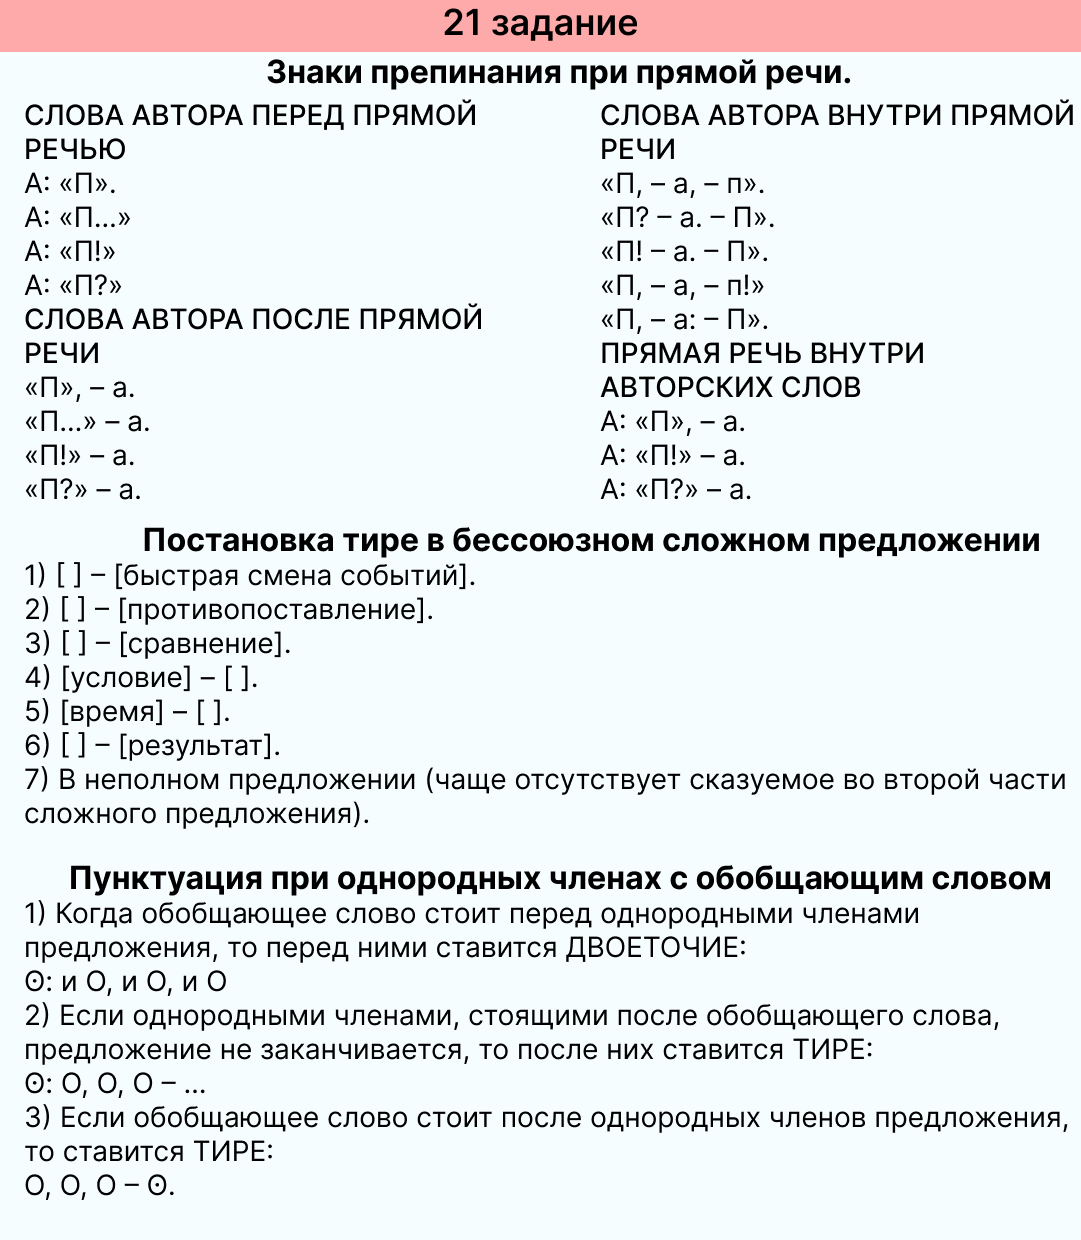 21 задание
Знаки препинания при прямой речи.
СЛОВА АВТОРА ПЕРЕД ПРЯМОЙ
РЕЧЬЮ
А: «П».
А: «П...»
А: «П!»
А: «П?»
СЛОВА АВТОРА ПОСЛЕ ПРЯМОЙ
РЕЧИ
«П», – а.
«П...» – а.
«П!» – а.
«П?» – а.
СЛОВА АВТОРА ВНУТРИ ПРЯМОЙ
РЕЧИ
«П, – а, – п».
«П? – а. – П».
«П! – а. – П».
«П, – а, – п!»
«П, – а: – П».
ПРЯМАЯ РЕЧЬ ВНУТРИ
АВТОРСКИХ СЛОВ
А: «П», – а.
А: «П!» – а.
А: «П?» – а.
Постановка тире в бессоюзном сложном предложении
1) [ ] – [быстрая смена событий].
2) [ ] – [противопоставление].
3) [ ] – [сравнение].
4) [условие] – [ ].
5) [время] – [ ].
6) [ ] – [результат].
7) В неполном предложении (чаще отсутствует сказуемое во второй части
сложного предложения).
Пунктуация при однородных членах с обобщающим словом
1) Когда обобщающее слово стоит перед однородными членами
предложения, то перед ними ставится ДВОЕТОЧИЕ:
ʘ: и О, и О, и О
2) Если однородными членами, стоящими после обобщающего слова,
предложение не заканчивается, то после них ставится ТИРЕ:
ʘ: О, О, О – ...
3) Если обобщающее слово стоит после однородных членов предложения,
то ставится ТИРЕ:
О, О, О – ʘ.